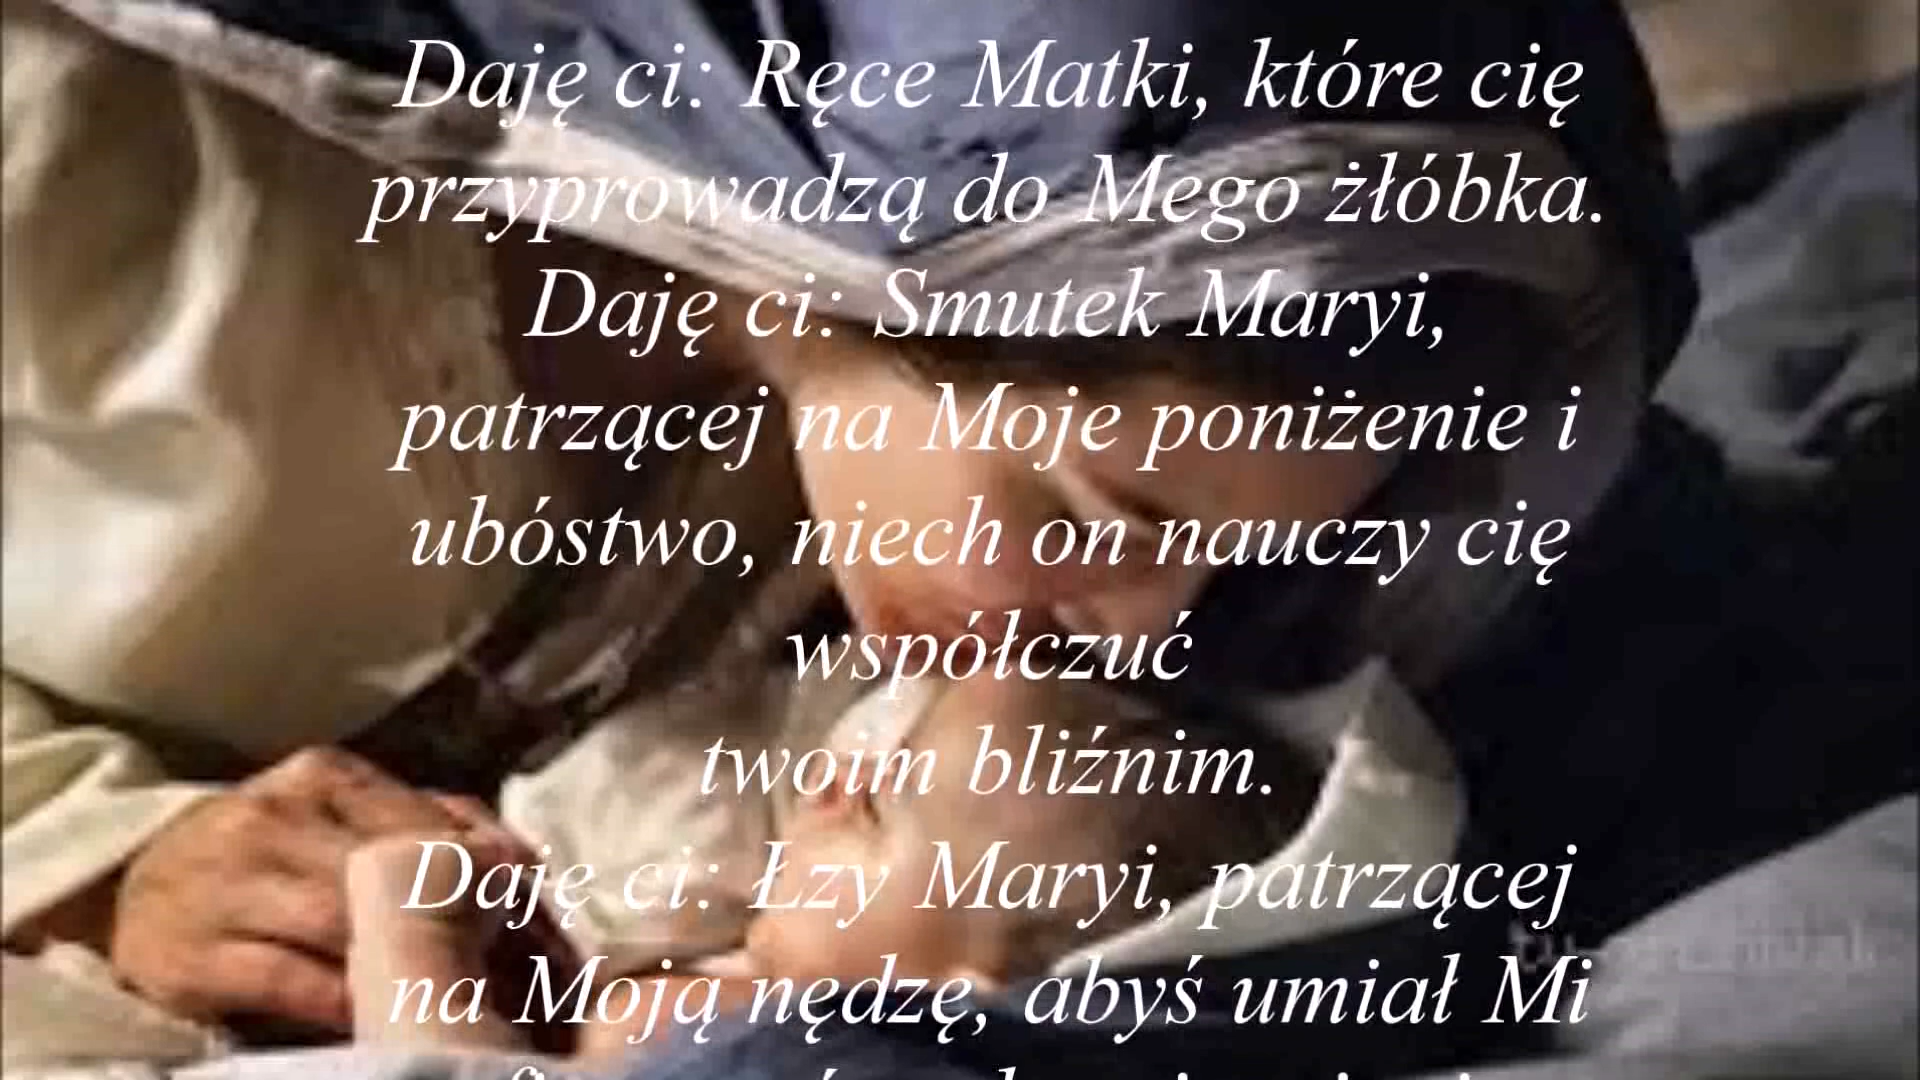 Daję ci: Ręce Matki, które cię
przyprowadzą do Mego żłóbka.
Daję ci: Smutek Maryi,
patrzącej na Moje poniżenie i
ubóstwo, niech on nauczy cię
współczuć
twoim bliźnim.
Daję ci: Łzy Maryi, patrzącej
na Moją nędzę, abyś umiał Mi